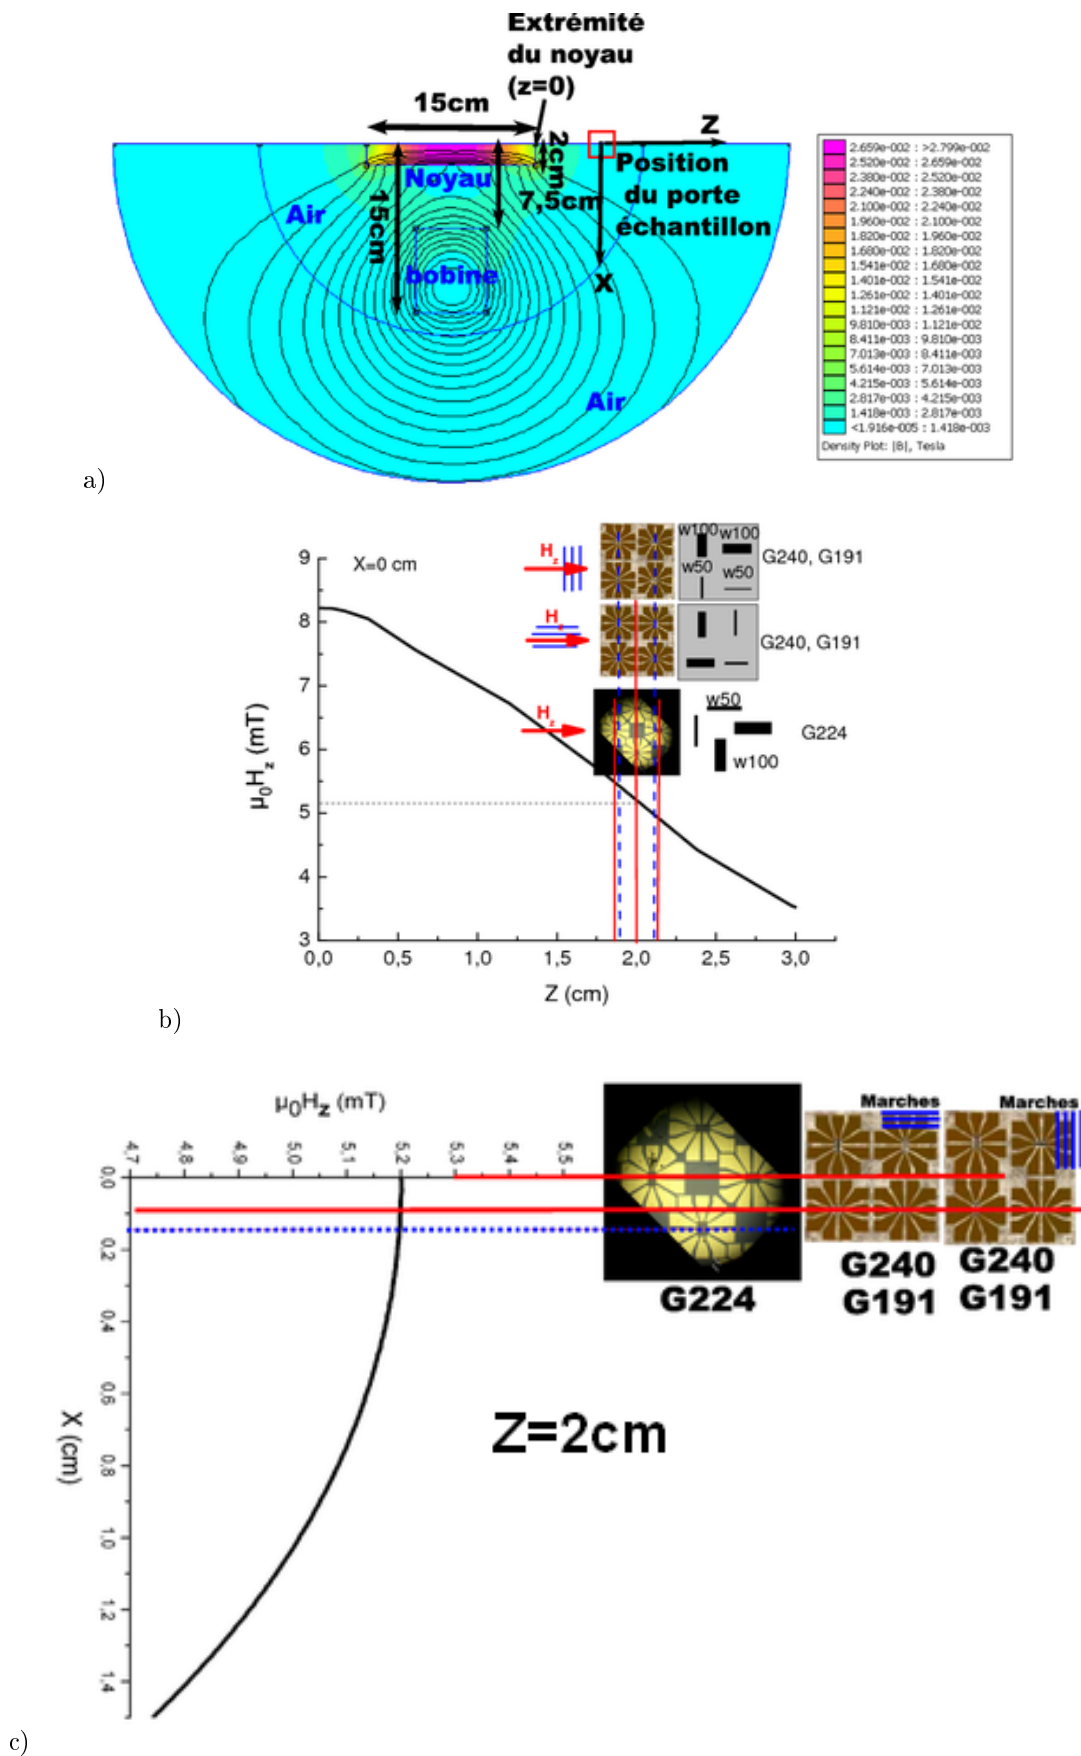 Extrémité
du noyau
(z=0)
15cm
Z
2cm
Noyau
Position
du porte
échantillon
7,5cm
15cm
Air
bobine
X
Air
2.659e-002 : >2.799e-002
2.520e-002 : 2.659e-002
2.380e-002 : 2.520e-002
2.240e-002 : 2.380e-002
2.100e-002 : 2.240e-002
1.960e-002 : 2.100e-002
1.820e-002 : 1.960e-002
1.680e-002 : 1.820e-002
1.541e-002 : 1.680e-002
1.401e-002 : 1.541e-002
1.261e-002 : 1.401e-002
1.121e-002 : 1.261e-002
9.810e-003 : 1.121e-002
8.411e-003 : 9.810e-003
7.013e-003 : 8.411e-003
5.614e-003 : 7.013e-003
4.215e-003 : 5.614e-003
2.817e-003 : 4.215e-003
1.418e-003 : 2.817e-003
<1.916e-005 : 1.418e-003
Density Plot: |B|, Tesla
a)
X=0 cm
Hz
w100 w100
w50 w50
G240, G191
Hz
G240, G191
Hz
w50
w100
G224
μ0Hz (mT)
9
8
7
6
5
4
3
0,0 0,5 1,0 1,5 2,0 2,5 3,0
Z (cm)
b)
μ0Hz (mT)
4,7 4,8 4,9 5,0 5,1 5,2 5,3 5,4 5,5
Marches
Marches
0,0
0,2
0,4
0,6
0,8
1,0
1,2
1,4
X (cm)
G224
G240
G191
G240
G191
Z=2cm
c)